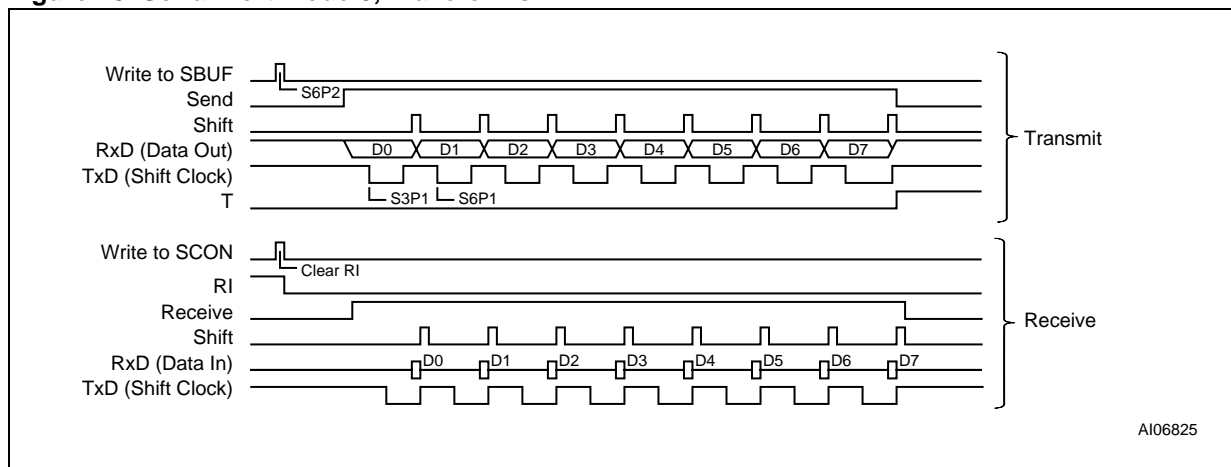 Write to SBUF
S6P2
Send
Shift
RxD (Data Out)
D0 D1 D2 D3 D4 D5 D6 D7
TxD (Shift Clock)
S3P1 S6P1
T
Transmit
Write to SCON
Clear RI
RI
Receive
Shift
RxD (Data In)
D0 D1 D2 D3 D4 D5 D6 D7
TxD (Shift Clock)
Receive
AI06825